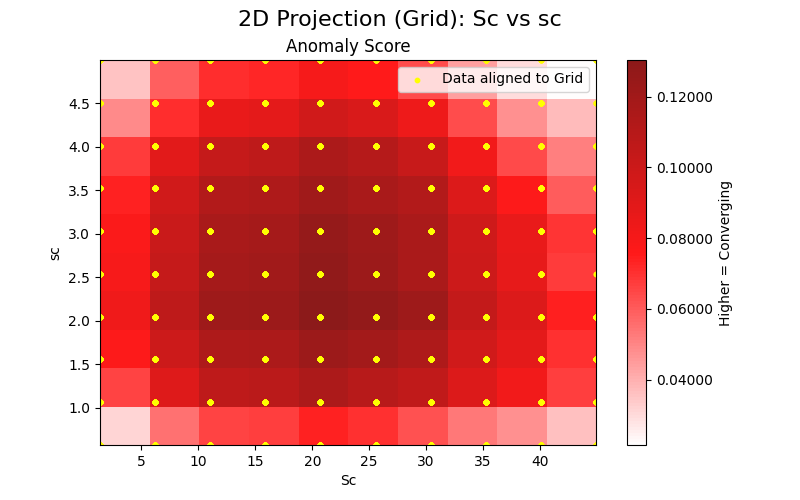 2D Projection (Grid): Sc vs sc
Anomaly Score
Data aligned to Grid
4.5
4.0
3.5
3.0
2.5
2.0
1.5
1.0
sc
5 10 15 20 25 30 35 40
Sc
0.12000
0.10000
0.08000
0.06000
0.04000
Higher = Converging